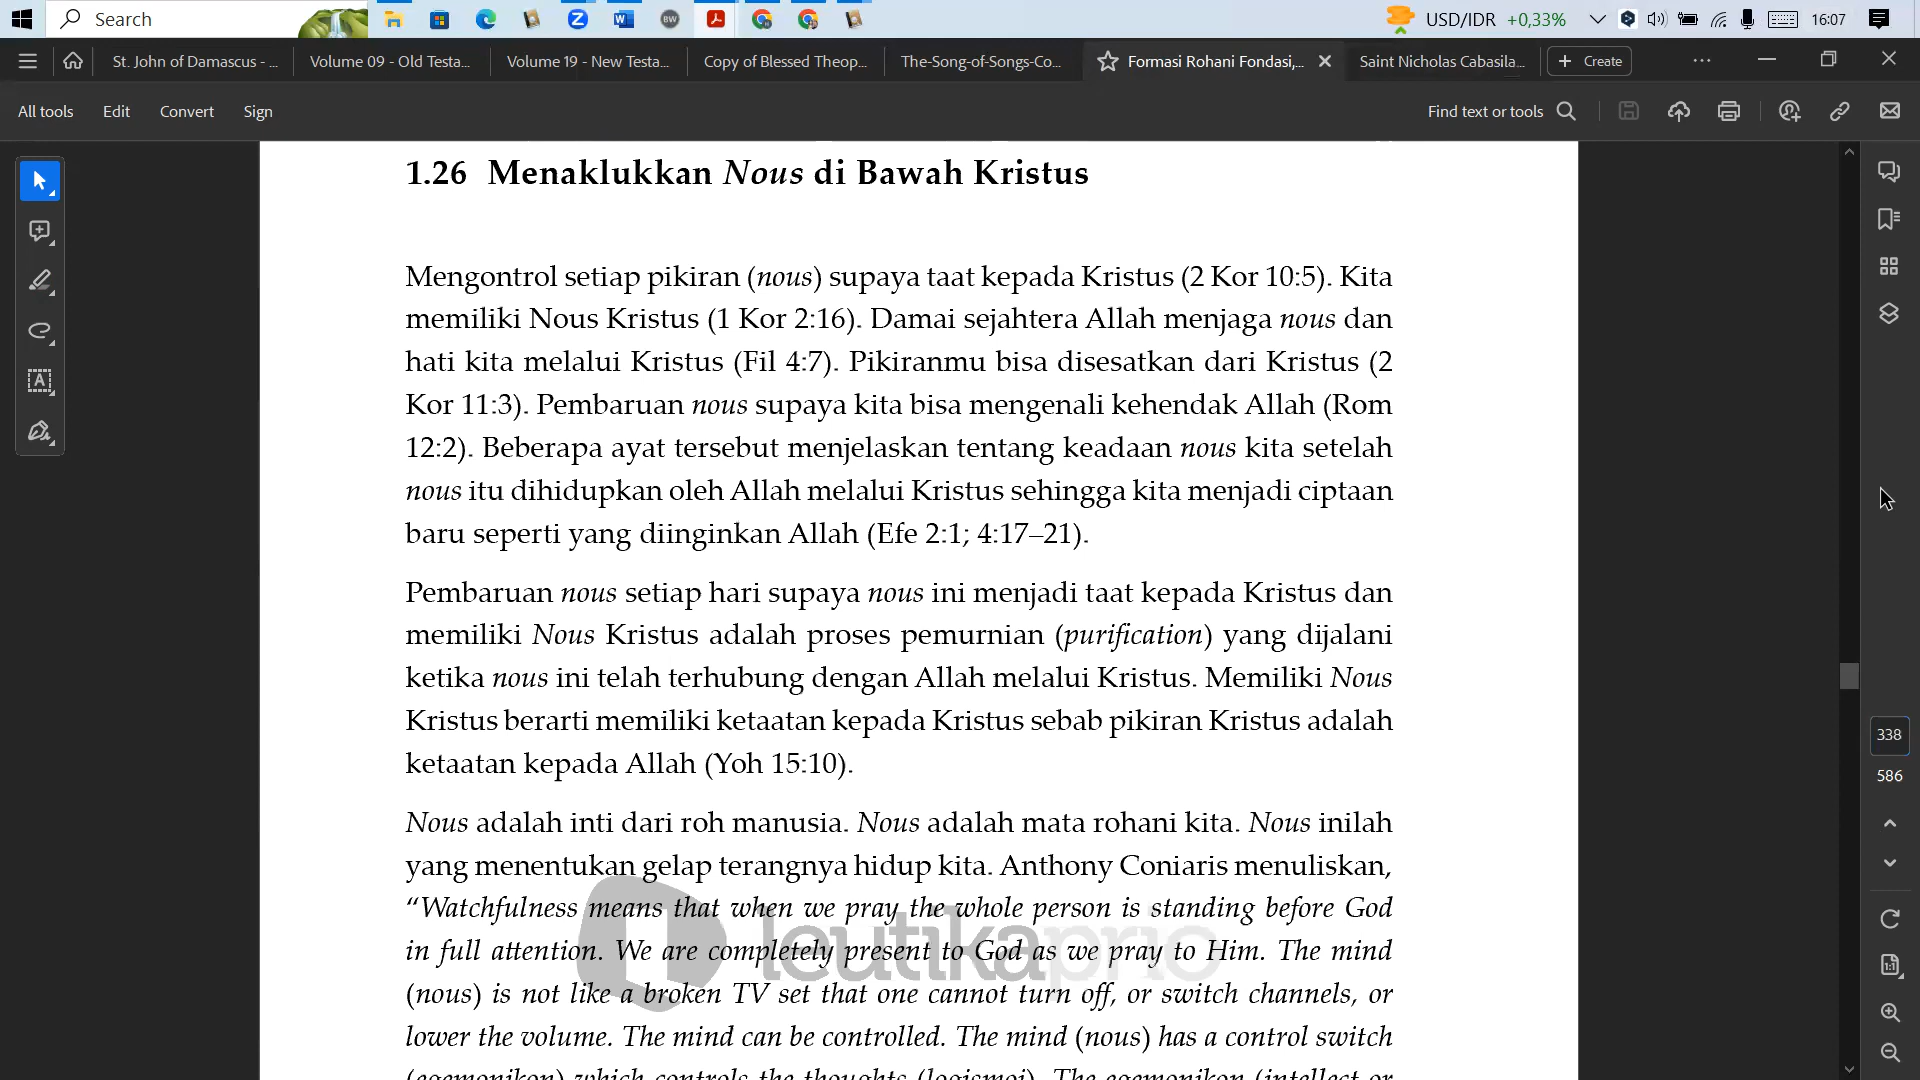 Search
USD/IDR +0,33%
16:07
St. John of Damascus - ...
Volume 09 - Old Testa...
Volume 19 - New Testa...
Copy of Blessed Theop...
The-Song-of-Songs-Co...
Formasi Rohani Fondasi,...
Saint Nicholas Cabasila...
Create
All tools
Edit
Convert
Sign
Find text or tools
1.26 Menaklukkan Nous di Bawah Kristus
Mengontrol setiap pikiran (nous) supaya taat kepada Kristus (2 Kor 10:5). Kita
memiliki Nous Kristus (1 Kor 2:16). Damai sejahtera Allah menjaga nous dan
hati kita melalui Kristus (Fil 4:7). Pikiranmu bisa disesatkan dari Kristus (2
Kor 11:3). Pembaruan nous supaya kita bisa mengenali kehendak Allah (Rom
12:2). Beberapa ayat tersebut menjelaskan tentang keadaan nous kita setelah
nous itu dihidupkan oleh Allah melalui Kristus sehingga kita menjadi ciptaan
baru seperti yang diinginkan Allah (Efe 2:1; 4:17–21).
Pembaruan nous setiap hari supaya nous ini menjadi taat kepada Kristus dan
memiliki Nous Kristus adalah proses pemurnian (purification) yang dijalani
ketika nous ini telah terhubung dengan Allah melalui Kristus. Memiliki Nous
Kristus berarti memiliki ketaatan kepada Kristus sebab pikiran Kristus adalah
ketaatan kepada Allah (Yoh 15:10).
Nous adalah inti dari roh manusia. Nous adalah mata rohani kita. Nous inilah
yang menentukan gelap terangnya hidup kita. Anthony Coniaris menuliskan,
“Watchfulness means that when we pray the whole person is standing before God
in full attention. We are completely present to God as we pray to Him. The mind
(nous) is not like a broken TV set that one cannot turn off, or switch channels, or
lower the volume. The mind can be controlled. The mind (nous) has a control switch
(egemonikon) which controls the thoughts (logismoi). The egemonikon (intellect or
leutikaprio
338
586
BW